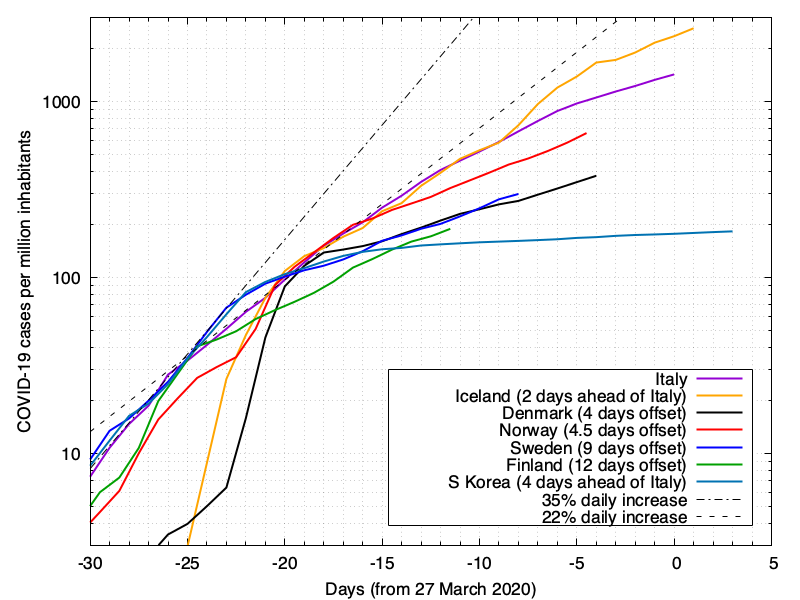 COVID-19 cases per million inhabitants
1000
100
10
Italy
Iceland (2 days ahead of Italy)
Denmark (4 days offset)
Norway (4.5 days offset)
Sweden (9 days offset)
Finland (12 days offset)
S Korea (4 days ahead of Italy)
35% daily increase
22% daily increase
-30 -25 -20 -15 -10 -5 0 5
Days (from 27 March 2020)